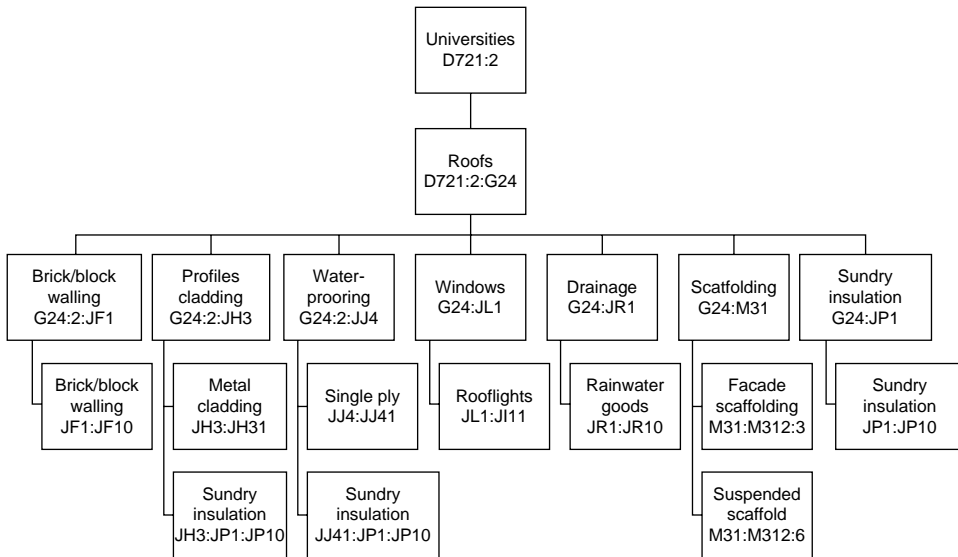 Universities
D721:2
Roofs
D721:2:G24
Brick/block
walling
G24:2:JF1
Profiles
cladding
G24:2:JH3
Water-
prooring
G24:2:JJ4
Windows
G24:JL1
Drainage
G24:JR1
Scatfolding
G24:M31
Sundry
insulation
G24:JP1
Brick/block
walling
JF1:JF10
Metal
cladding
JH3:JH31
Single ply
JJ4:JJ41
Rooflights
JL1:JI11
Rainwater
goods
JR1:JR10
Facade
scaffolding
M31:M312:3
Sundry
insulation
JP1:JP10
Sundry
insulation
JH3:JP1:JP10
Sundry
insulation
JJ41:JP1:JP10
Suspended
scaffold
M31:M312:6